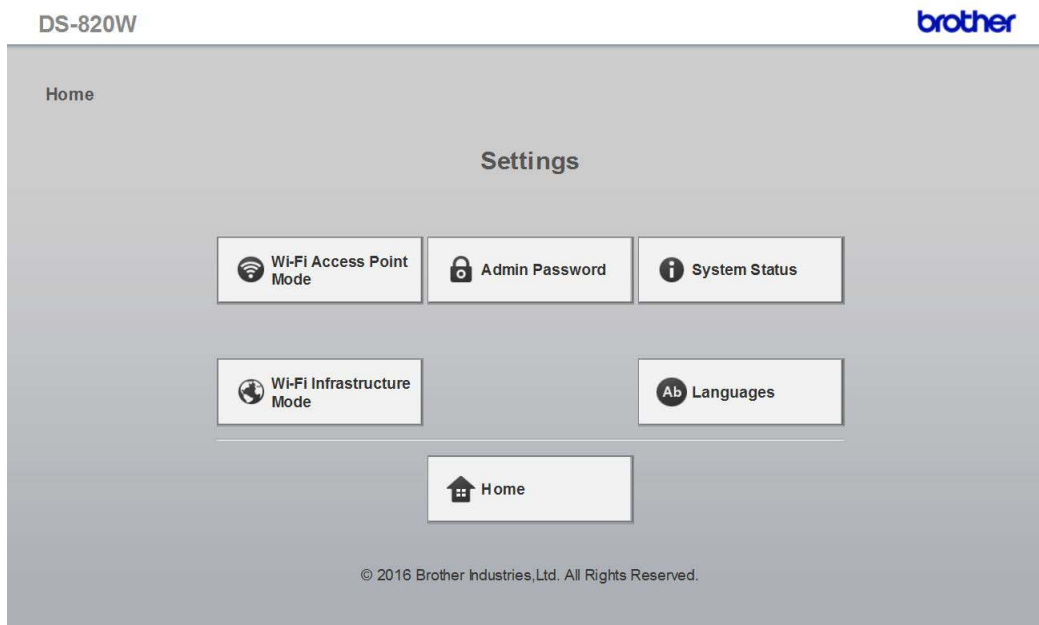 DS-820W
brother
Home
Settings
Wi-Fi Access Point
Mode
Admin Password
System Status
Wi-Fi Infrastructure
Mode
Ab
Languages
Home
© 2016 Brother Industries,Ltd. All Rights Reserved.